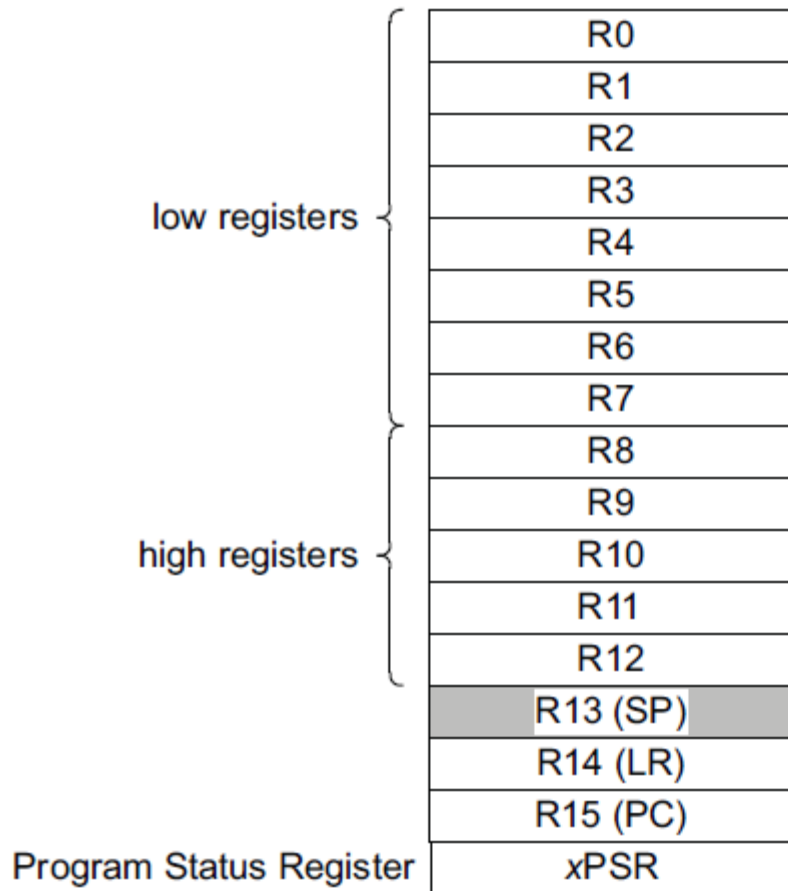 R0
R1
R2
R3
low registers
R4
R5
R6
R7
R8
R9
high registers
R10
R11
R12
R13 (SP)
R14 (LR)
R15 (PC)
Program Status Register
xPSR